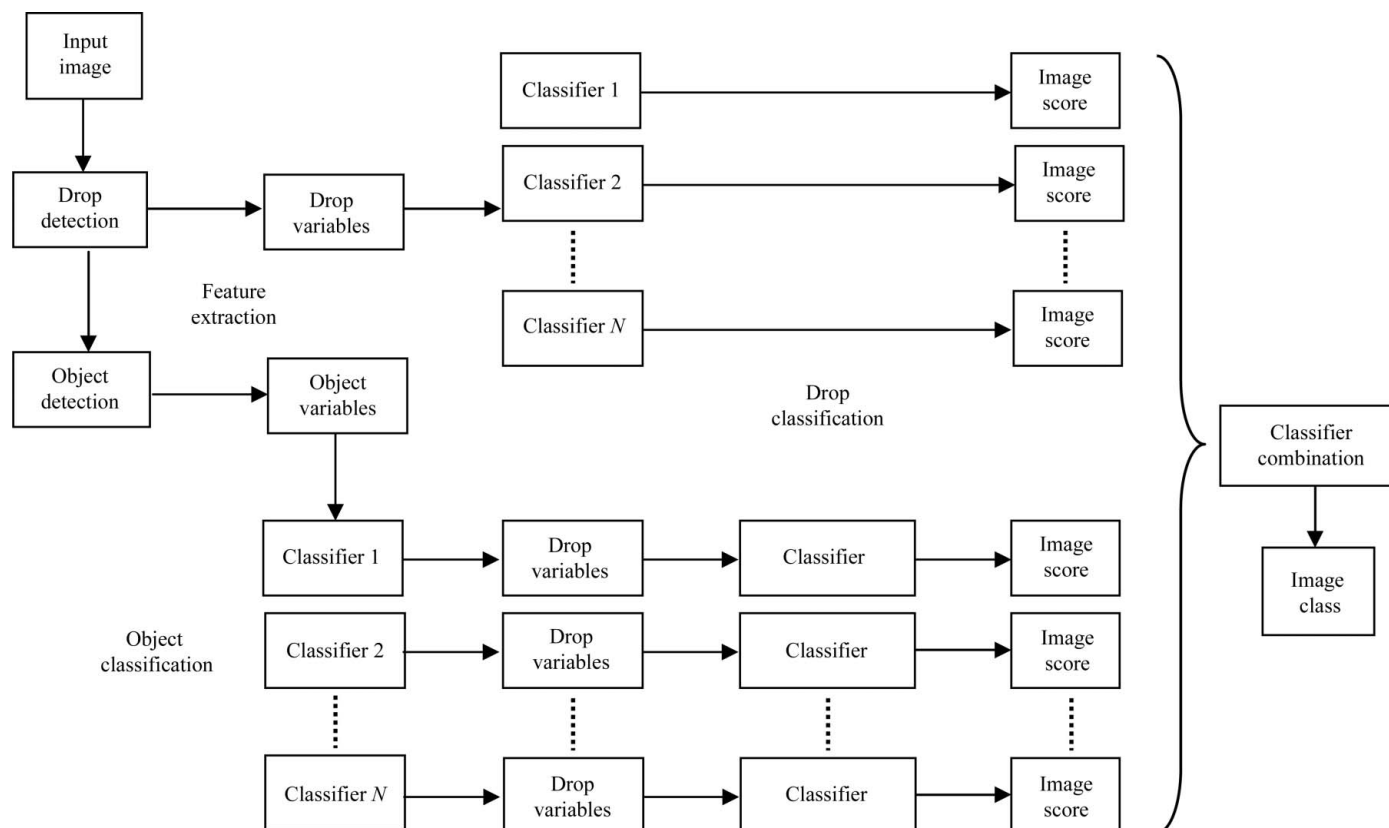 Input
image
Classifier 1
Image
score
Drop
detection
Drop
variables
Classifier 2
Image
score
Feature
extraction
Classifier N
Image
score
Object
detection
Object
variables
Drop
classification
Classifier
combination
Classifier 1
Drop
variables
Classifier
Image
score
Image
class
Object
classification
Classifier 2
Drop
variables
Classifier
Image
score
Classifier N
Drop
variables
Classifier
Image
score